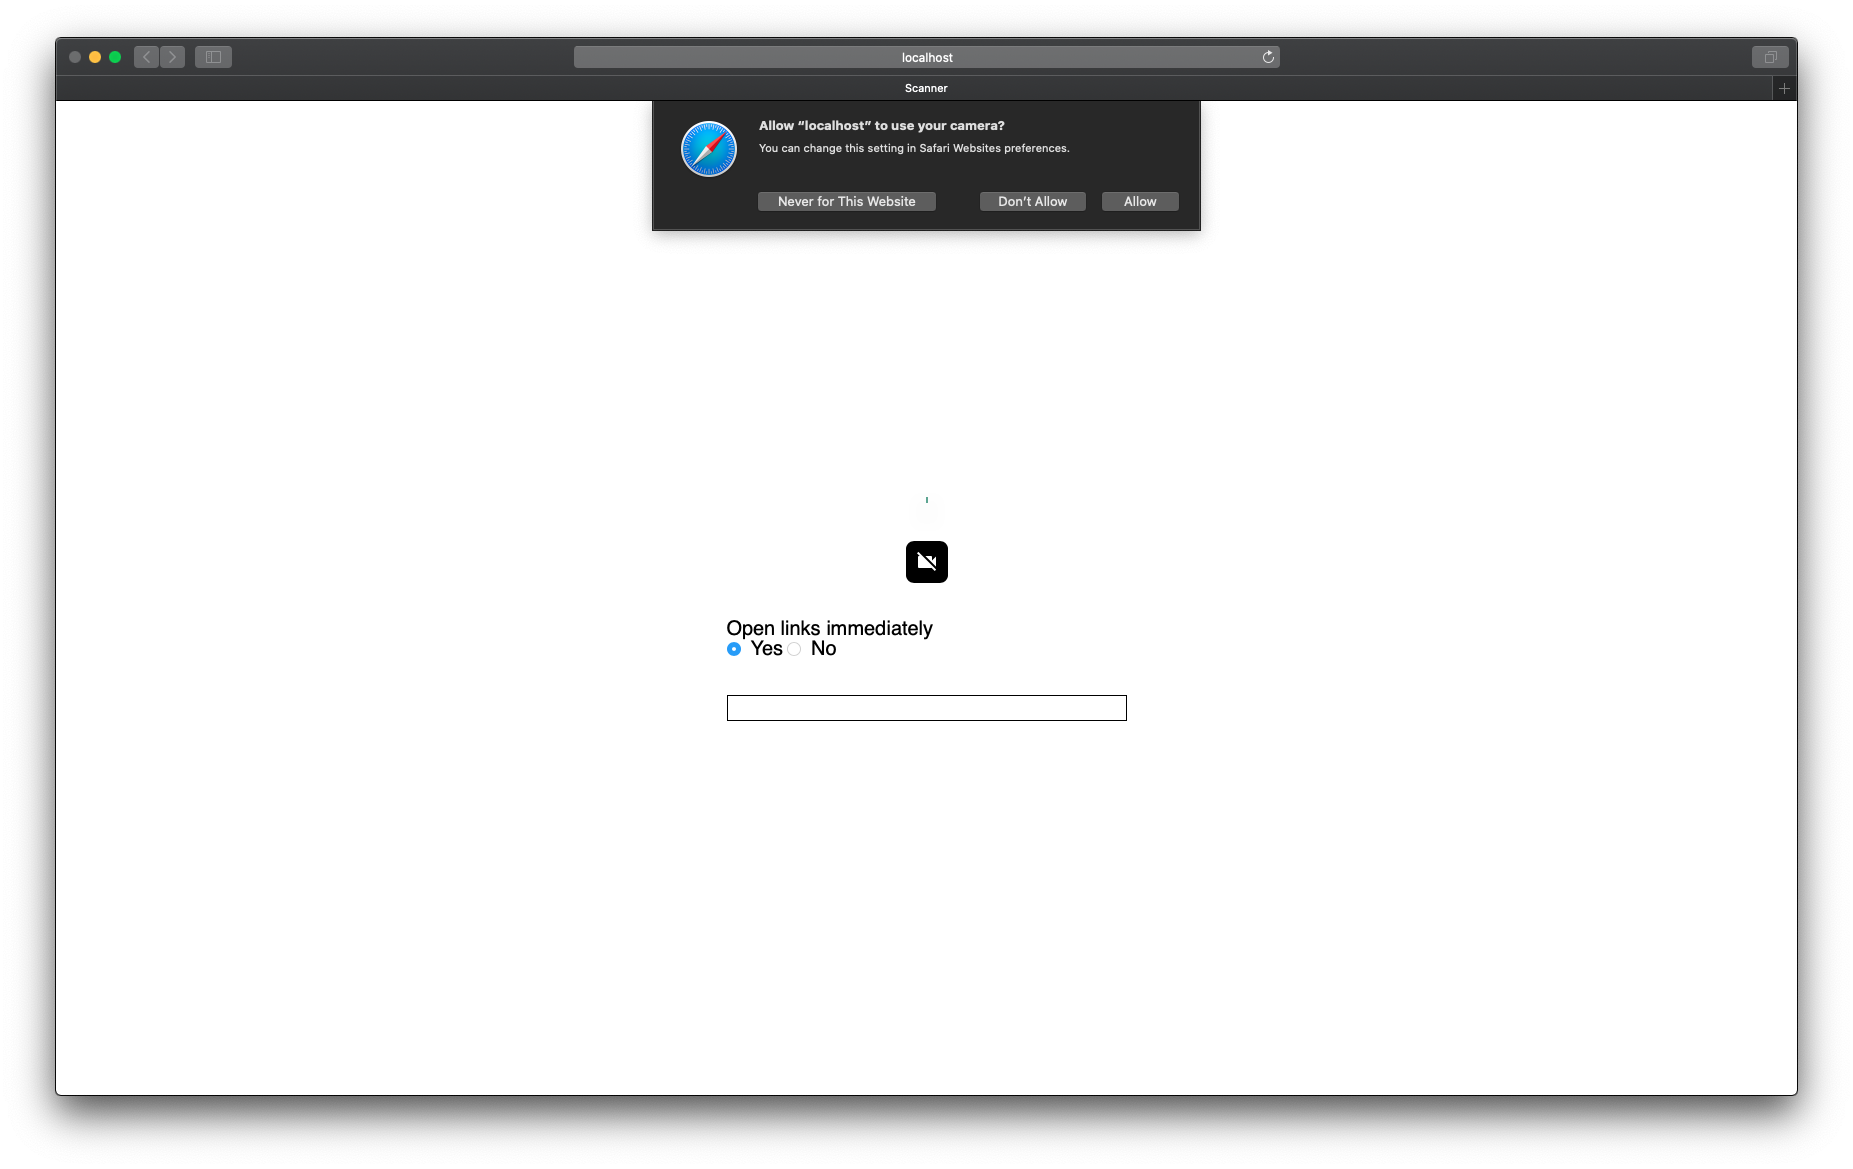 localhost
Scanner
Allow “localhost” to use your camera?
You can change this setting in Safari Websites preferences.
Never for This Website Don’t Allow Allow
Open links immediately
Yes No